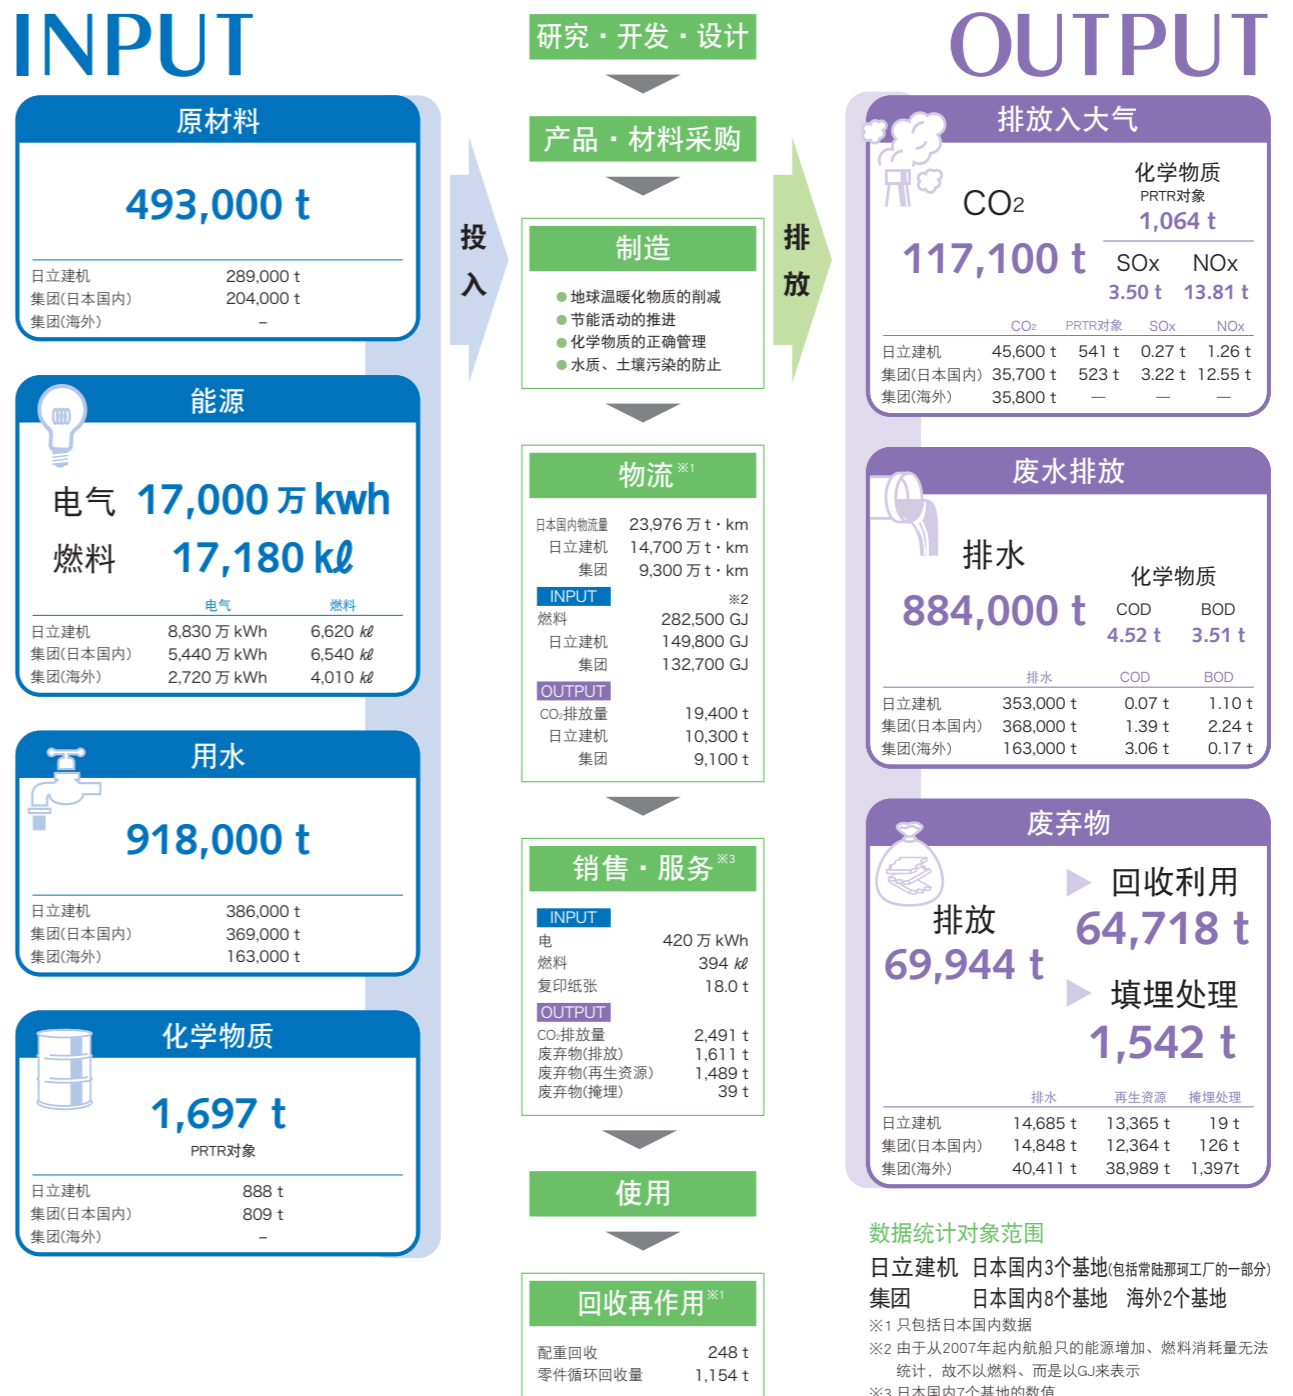 INPUT
原材料
493,000 t
日立建机 289,000 t
集团(日本国内) 204,000 t
集团(海外) –
能源
电气 17,000 万 kwh
燃料 17,180 kℓ
电气 燃料
日立建机 8,830 万 kWh 6,620 kℓ
集团(日本国内) 5,440 万 kWh 6,540 kℓ
集团(海外) 2,720 万 kWh 4,010 kℓ
用水
918,000 t
日立建机 386,000 t
集团(日本国内) 369,000 t
集团(海外) 163,000 t
化学物质
1,697 t
PRTR对象
日立建机 888 t
集团(日本国内) 809 t
集团(海外) –
投入
研究・开发・设计
产品・材料采购
制造
● 地球温暖化物质的削减
● 节能活动的推进
● 化学物质的正确管理
● 水质、土壤污染的防止
物流※1
日本国内物流量 23,976 万 t・km
日立建机 14,700 万 t・km
集团 9,300 万 t・km
INPUT ※2
燃料 282,500 GJ
日立建机 149,800 GJ
集团 132,700 GJ
OUTPUT
CO₂排放量 19,400 t
日立建机 10,300 t
集团 9,100 t
销售・服务※3
INPUT
电 420 万 kWh
燃料 394 kℓ
复印纸张 18.0 t
OUTPUT
CO₂排放量 2,491 t
废弃物(排放) 1,611 t
废弃物(再生资源) 1,489 t
废弃物(掩埋) 39 t
使用
回收再作用※1
配重回收 248 t
零件循环回收量 1,154 t
排放
OUTPUT
排放入大气
CO2
117,100 t
化学物质
PRTR对象
1,064 t
SOx NOx
3.50 t 13.81 t
CO₂ PRTR对象 SOx NOx
日立建机 45,600 t 541 t 0.27 t 1.26 t
集团(日本国内) 35,700 t 523 t 3.22 t 12.55 t
集团(海外) 35,800 t — — —
废水排放
排水
884,000 t
化学物质
COD BOD
4.52 t 3.51 t
排水 COD BOD
日立建机 353,000 t 0.07 t 1.10 t
集团(日本国内) 368,000 t 1.39 t 2.24 t
集团(海外) 163,000 t 3.06 t 0.17 t
废弃物
排放
69,944 t
回收利用
64,718 t
填埋处理
1,542 t
排水 再生资源 掩埋处理
日立建机 14,685 t 13,365 t 19 t
集团(日本国内) 14,848 t 12,364 t 126 t
集团(海外) 40,411 t 38,989 t 1,397t
数据统计对象范围
日立建机 日本国内3个基地(包括常陆那珂工厂的一部分)
集团 日本国内8个基地 海外2个基地
※1 只包括日本国内数据
※2 由于从2007年起内航船只的能源增加、燃料消耗量无法
统计，故不以燃料、而是以GJ来表示
※3 日本国内7个基地的数值